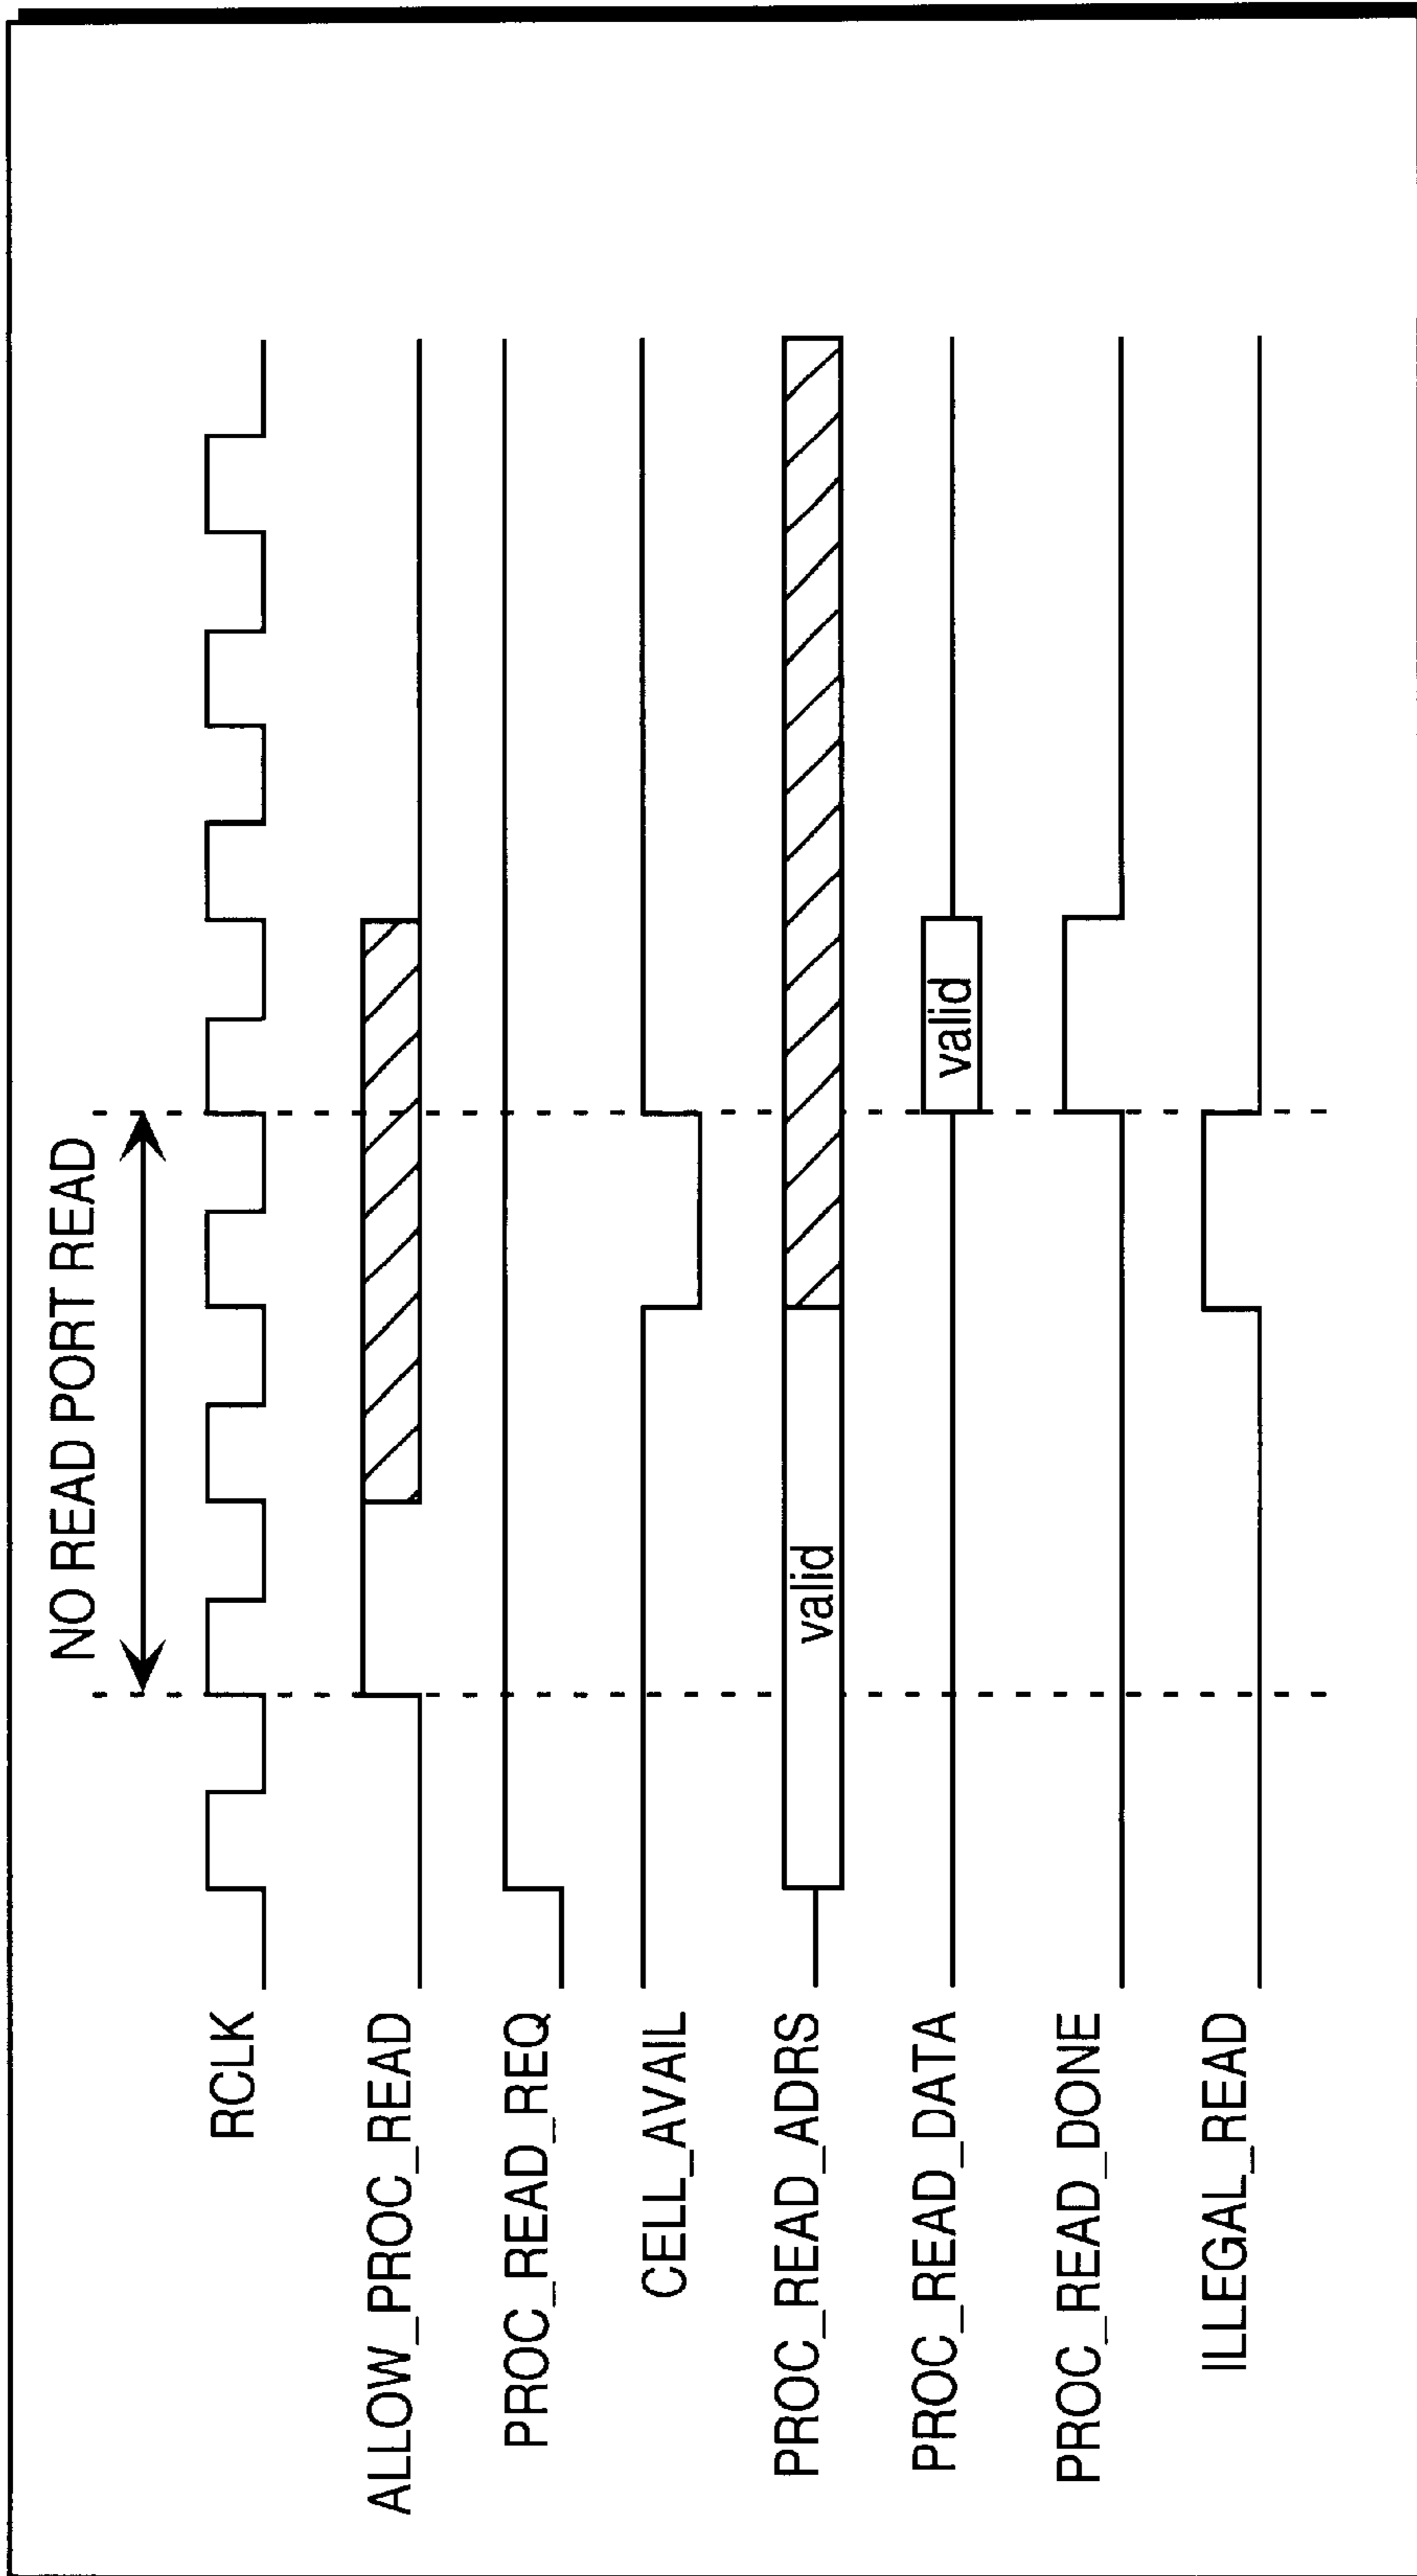 NO READ PORT READ
RCLK
ALLOW_PROC_READ
PROC_READ_REQ
CELL_AVAIL
PROC_READ_ADRS
valid
PROC_READ_DATA
valid
PROC_READ_DONE
ILLEGAL_READ